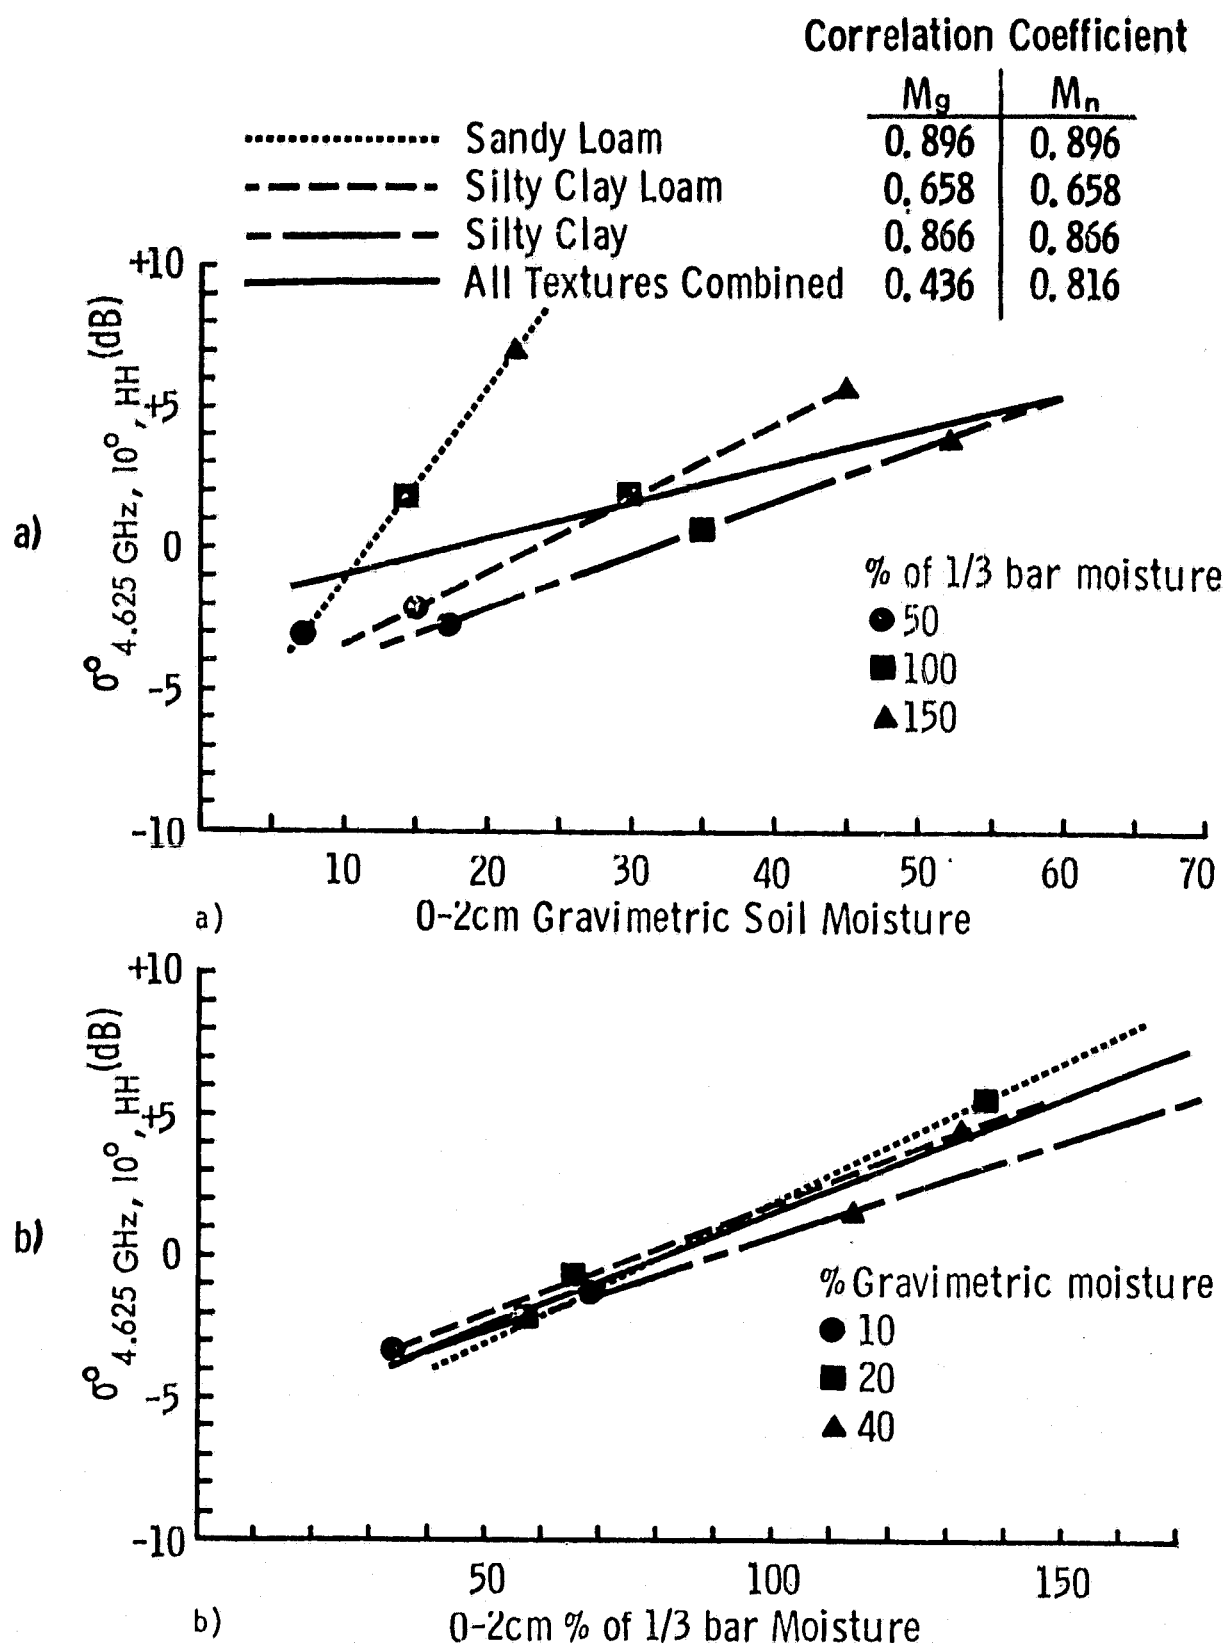 Correlation Coefficient
Mg Mn
Sandy Loam 0.896 0.896
Silty Clay Loam 0.658 0.658
Silty Clay 0.866 0.866
All Textures Combined 0.436 0.816
+10
+5
0
-5
-10
σ° 4.625 GHz, 10°, HH (dB)
a)
% of 1/3 bar moisture
50
100
150
10 20 30 40 50 60 70
a) 0-2cm Gravimetric Soil Moisture
+10
+5
0
-5
-10
σ° 4.625 GHz, 10°, HH (dB)
b)
% Gravimetric moisture
10
20
40
50 100 150
b) 0-2cm % of 1/3 bar Moisture